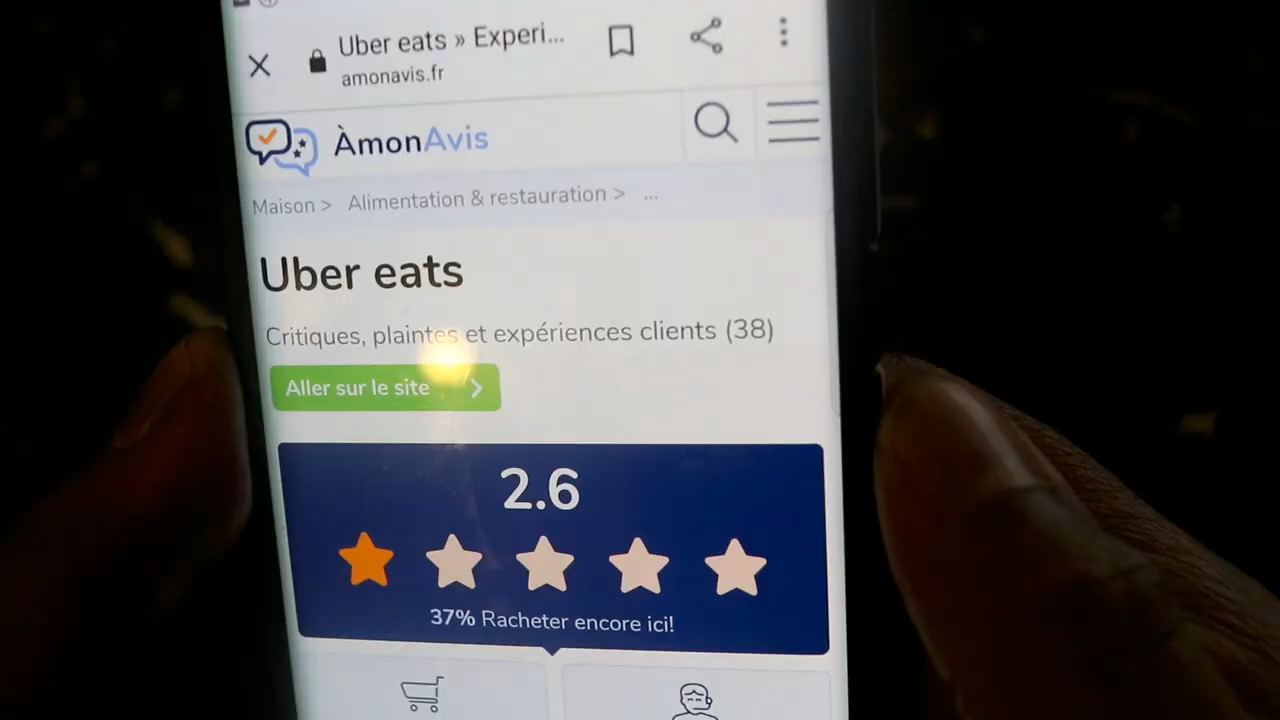 Uber eats » Experi...
amonavis.fr
ÀmonAvis
Maison > Alimentation & restauration > ...
Uber eats
Critiques, plaintes et expériences clients (38)
Aller sur le site >
2.6
37% Racheter encore ici!